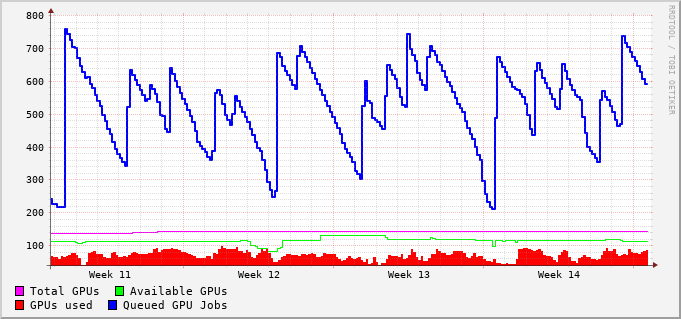 800
700
600
500
400
300
200
100
Week 11 Week 12 Week 13 Week 14
Total GPUs Available GPUs
GPUs used Queued GPU Jobs
RRDTOOL / TOBI OETIKER